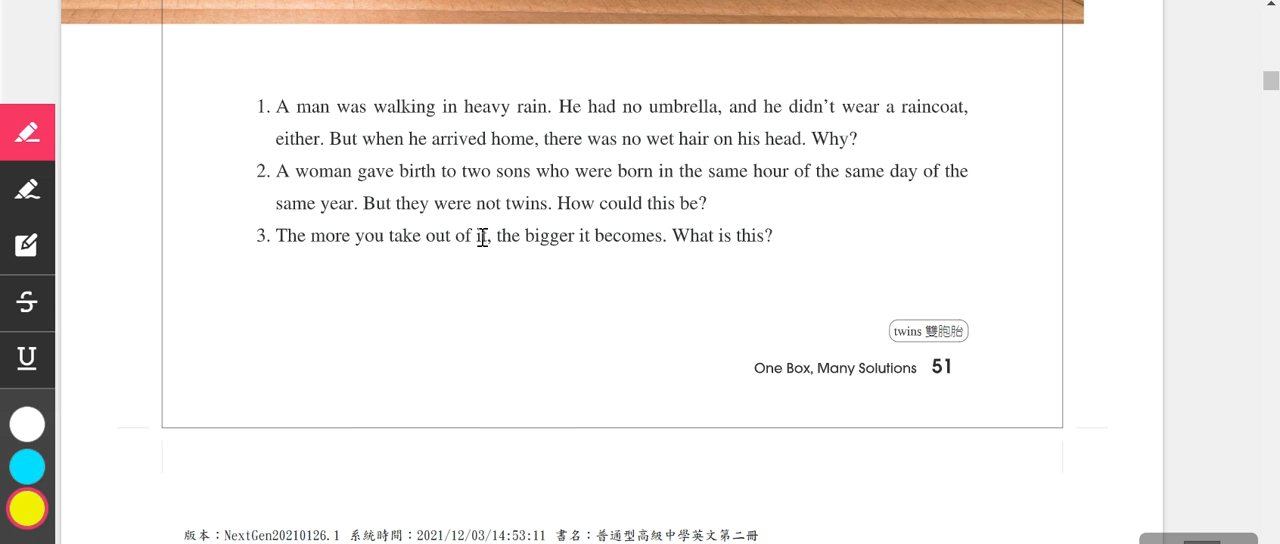 1. A man was walking in heavy rain. He had no umbrella, and he didn't wear a raincoat,
either. But when he arrived home, there was no wet hair on his head. Why?
2. A woman gave birth to two sons who were born in the same hour of the same day of the
same year. But they were not twins. How could this be?
3. The more you take out of it, the bigger it becomes. What is this?
twins 雙胞胎
One Box, Many Solutions 51
版本：NextGen20210126.1 系統時間：2021/12/03/14:53:11 書名：普通型高級中學英文第二冊